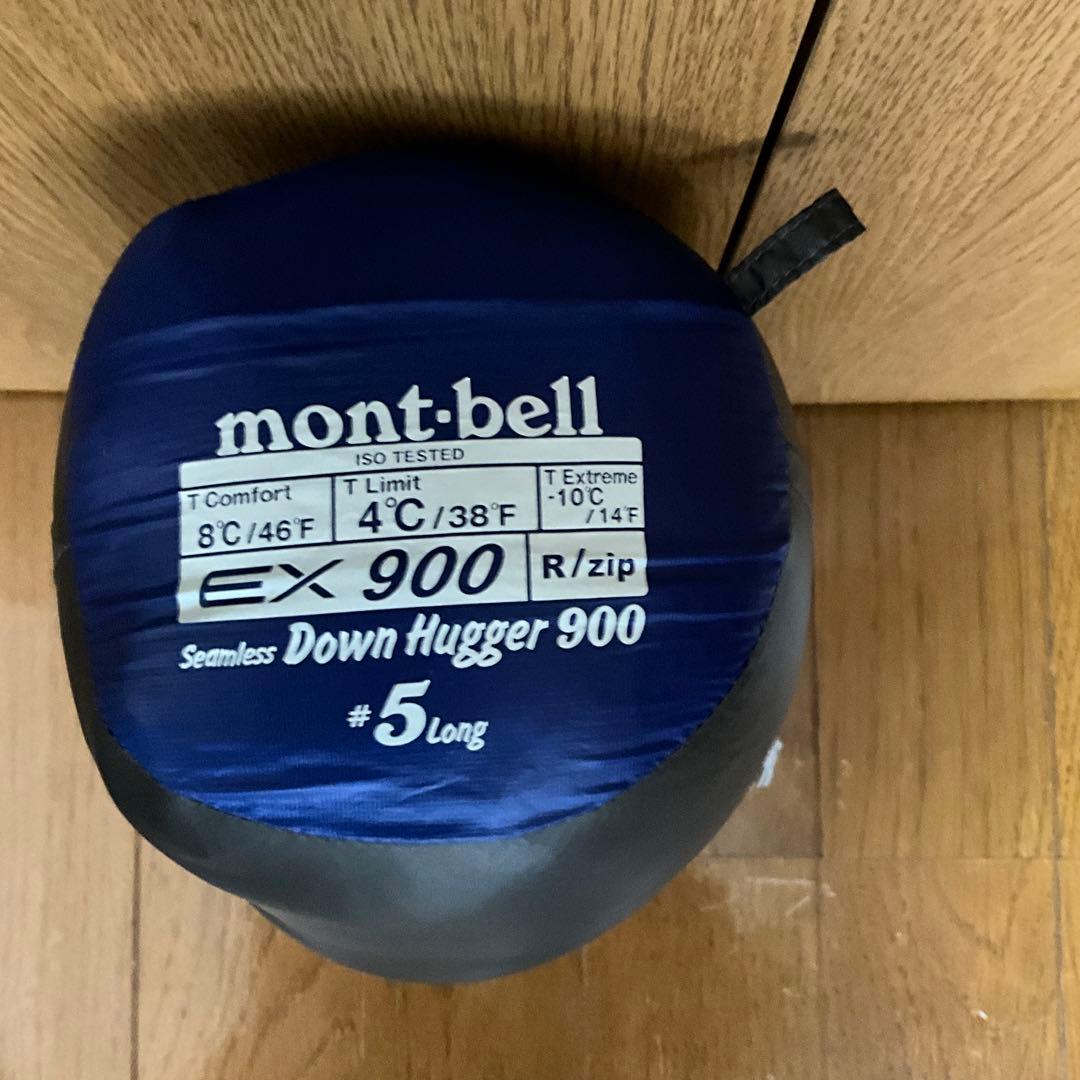 mont-bell
ISO TESTED
T Comfort
8℃/46°F
T Limit
4℃/38°F
T Extreme
-10℃
/14°F
EX 900
R/zip
Seamless Down Hugger 900
#5 Long